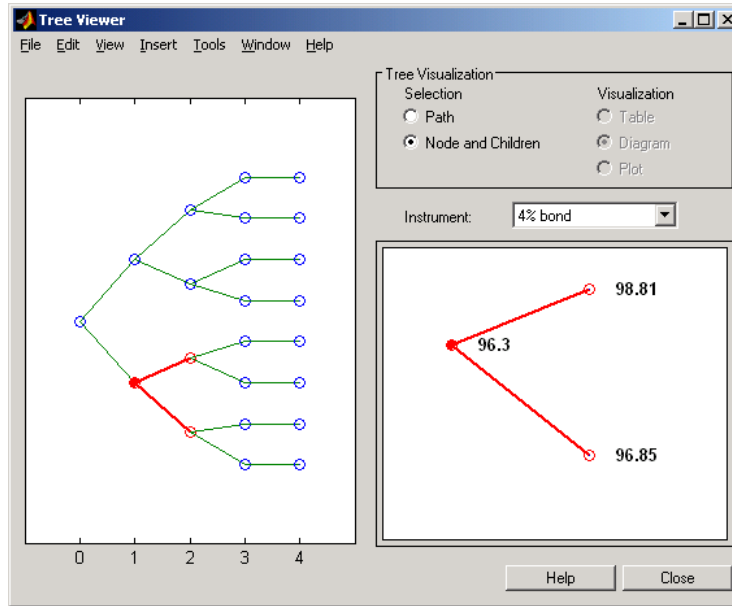 Tree Viewer
File Edit View Insert Tools Window Help
Tree Visualization
Selection
Visualization
Path
Table
Node and Children
Diagram
Plot
Instrument:
4% bond
98.81
96.3
96.85
0 1 2 3 4
Help
Close